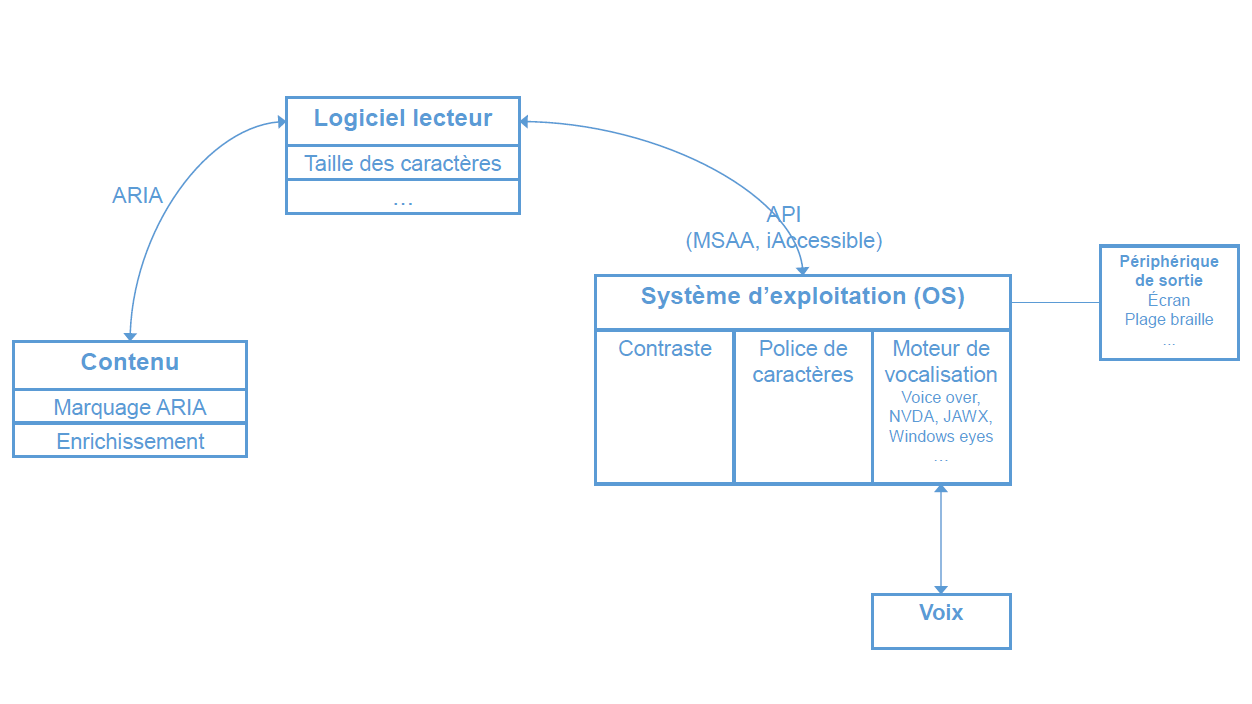 Logiciel lecteur
Taille des caractères
...
ARIA
API
(MSAA, iAccessible)
Contenu
Marquage ARIA
Enrichissement
Système d’exploitation (OS)
Contraste
Police de
caractères
Moteur de
vocalisation
Voice over,
NVDA, JAWX,
Windows eyes
...
Périphérique
de sortie
Écran
Plage braille
...
Voix